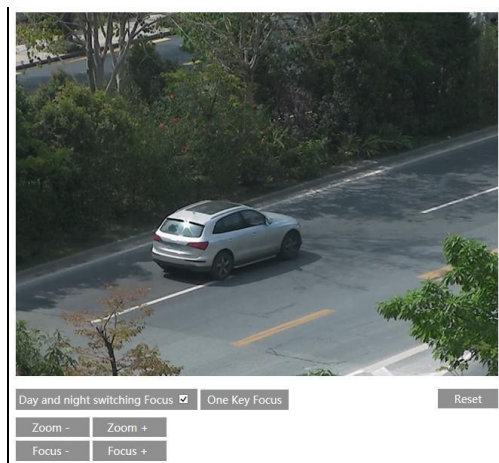 Day and night switching Focus One Key Focus Reset
Zoom - Zoom +
Focus - Focus +